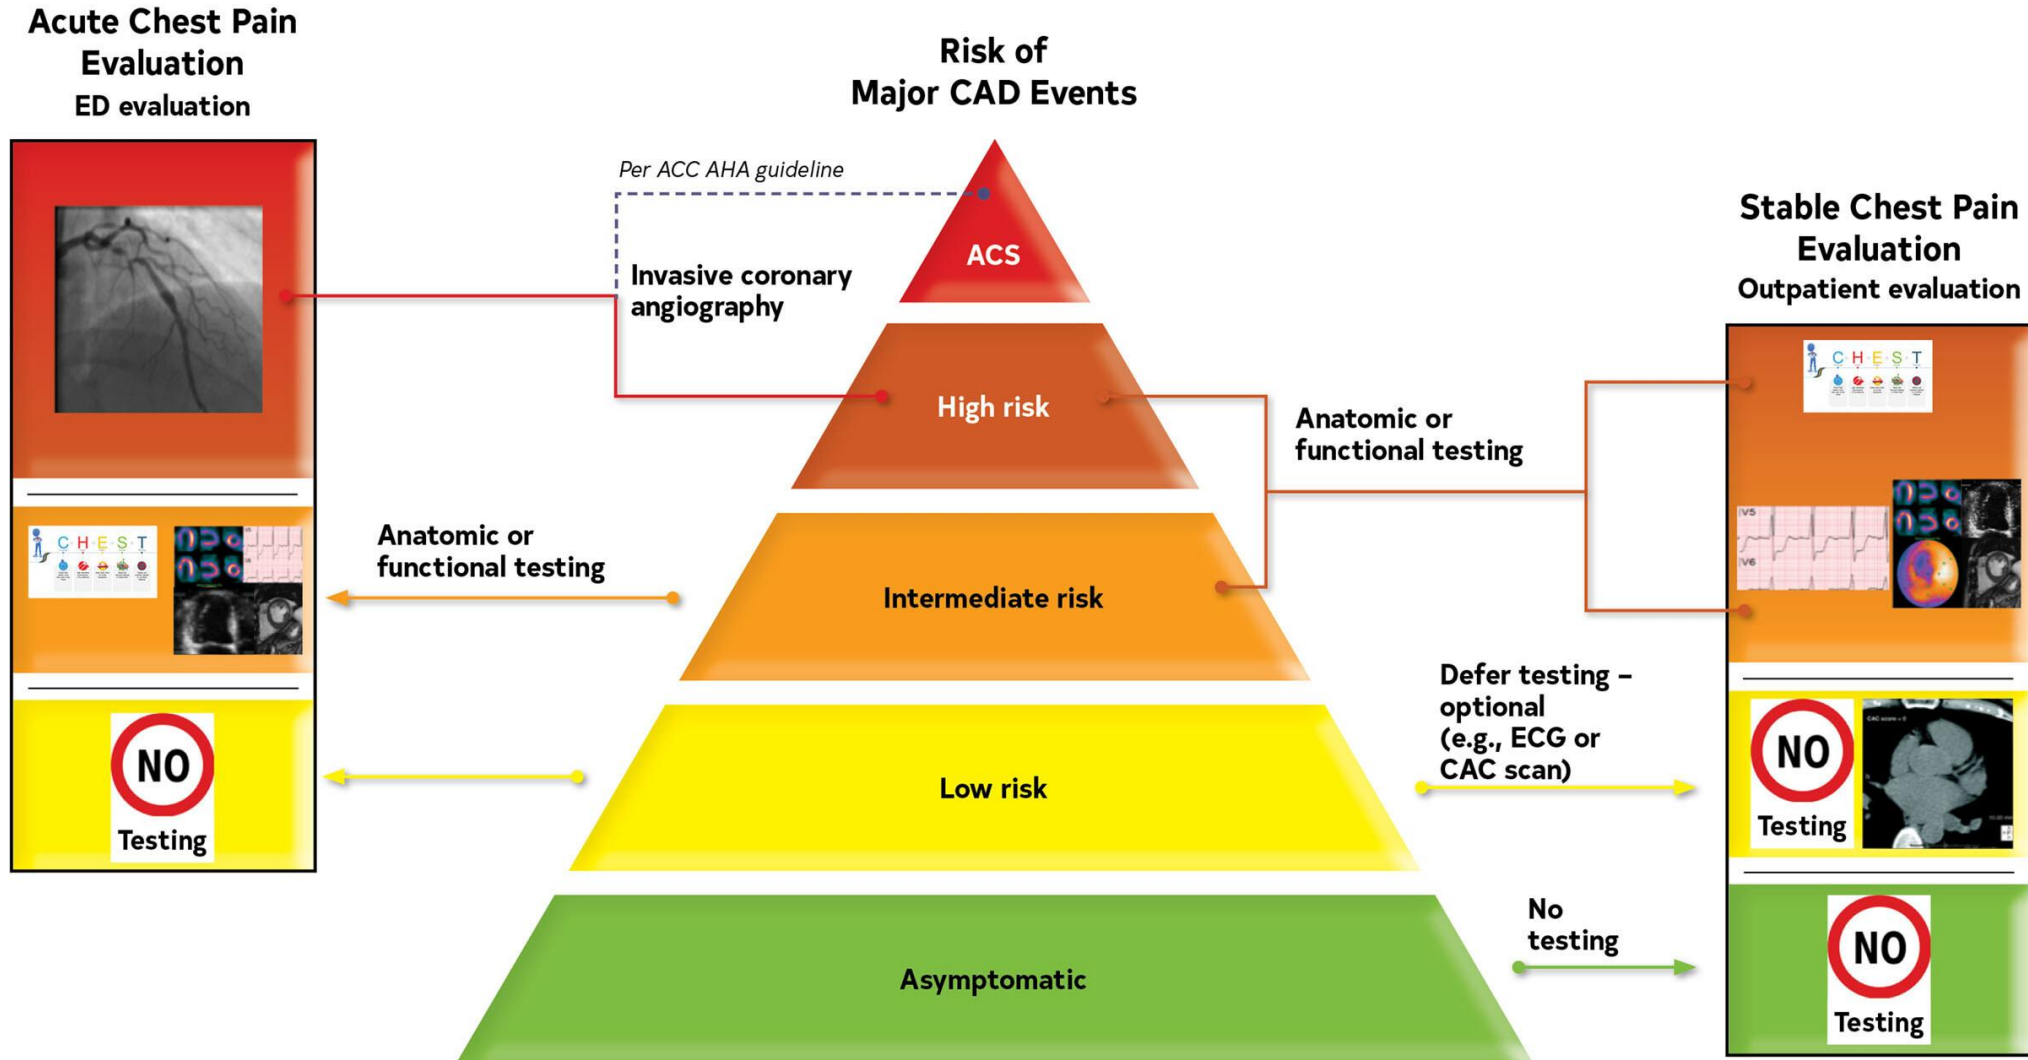 Acute Chest Pain
Evaluation
ED evaluation
Risk of
Major CAD Events
Per ACC AHA guideline
Invasive coronary
angiography
ACS
High risk
Anatomic or
functional testing
Stable Chest Pain
Evaluation
Outpatient evaluation
C H E S T
V5
V6
C H E S T
Anatomic or
functional testing
Intermediate risk
Defer testing –
optional
(e.g., ECG or
CAC scan)
NO
Testing
Low risk
NO
Testing
CAC score = 0
No
testing
Asymptomatic
NO
Testing